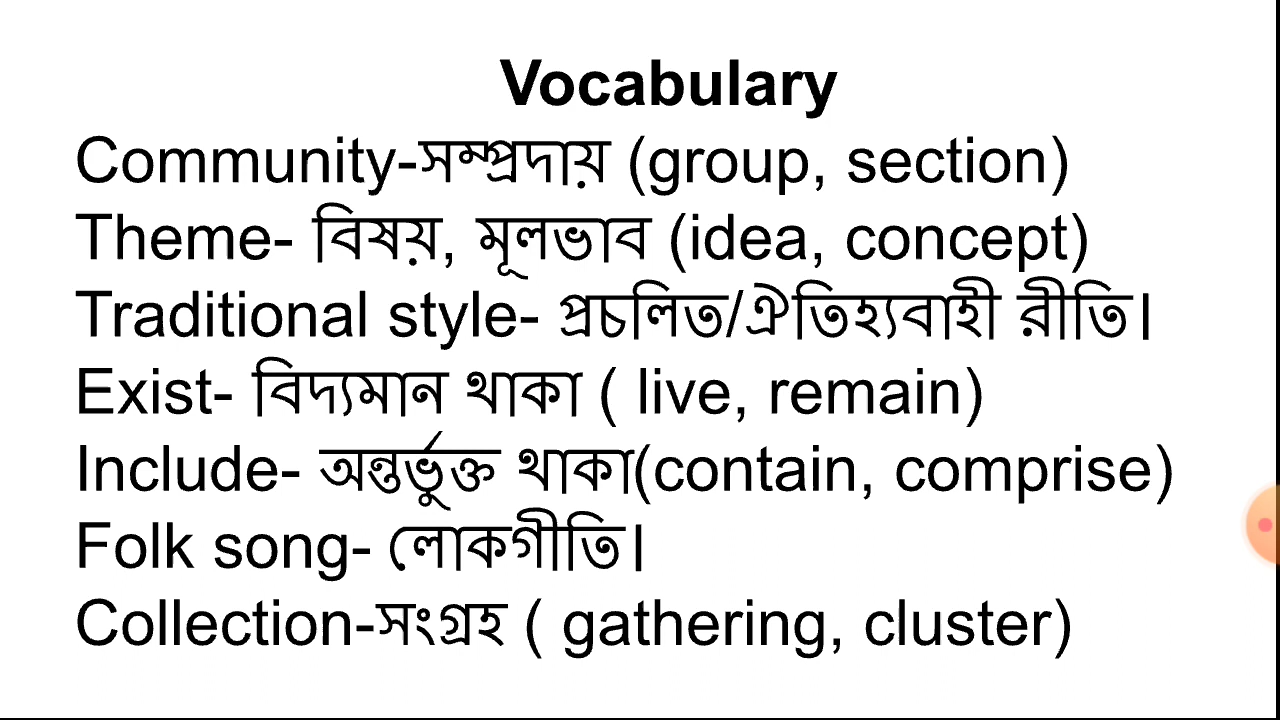 Vocabulary
Community-সম্প্রদায় (group, section)
Theme- বিষয়, মূলভাব (idea, concept)
Traditional style- প্রচলিত/ঐতিহ্যবাহী রীতি।
Exist- বিদ্যমান থাকা ( live, remain)
Include- অন্তর্ভুক্ত থাকা(contain, comprise)
Folk song- লোকগীতি।
Collection-সংগ্রহ ( gathering, cluster)